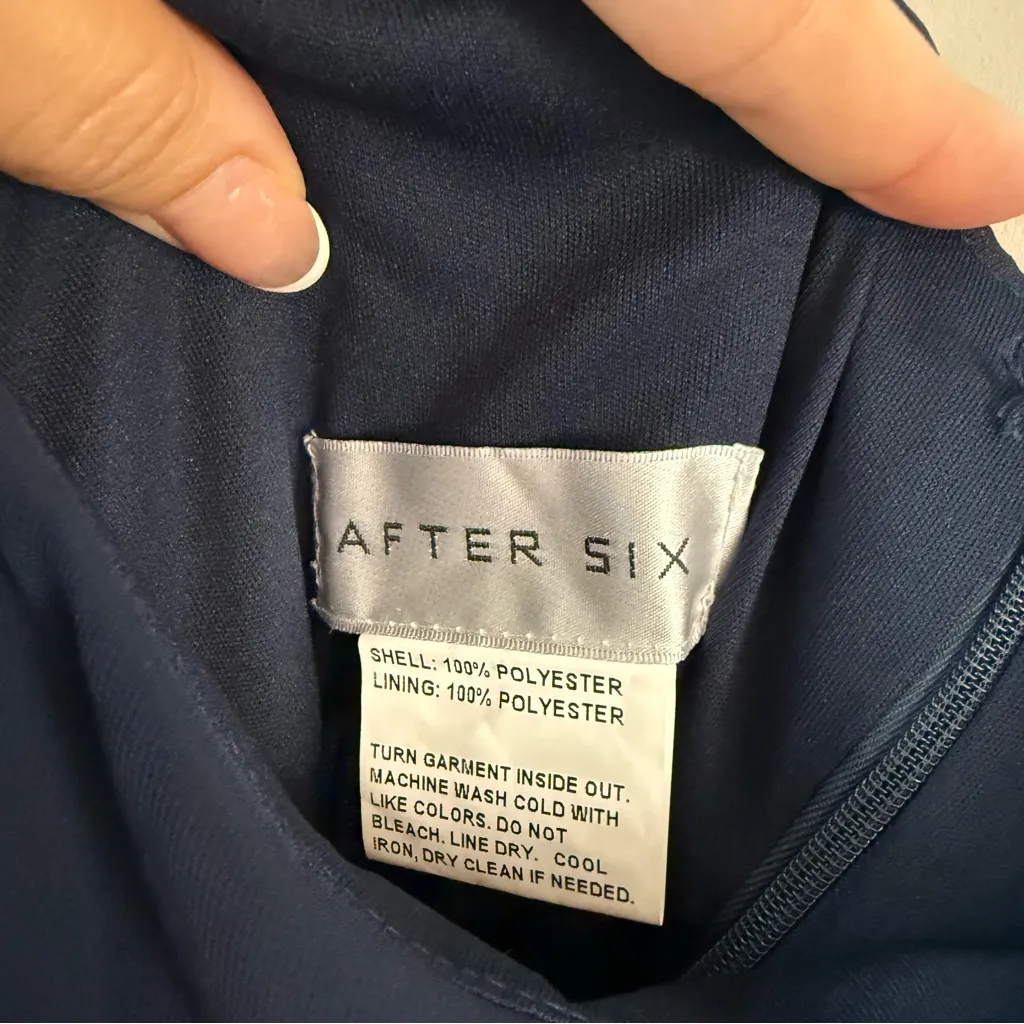 AFTER SIX
SHELL: 100% POLYESTER
LINING: 100% POLYESTER
TURN GARMENT INSIDE OUT.
MACHINE WASH COLD WITH
LIKE COLORS. DO NOT
BLEACH. LINE DRY. COOL
IRON, DRY CLEAN IF NEEDED.